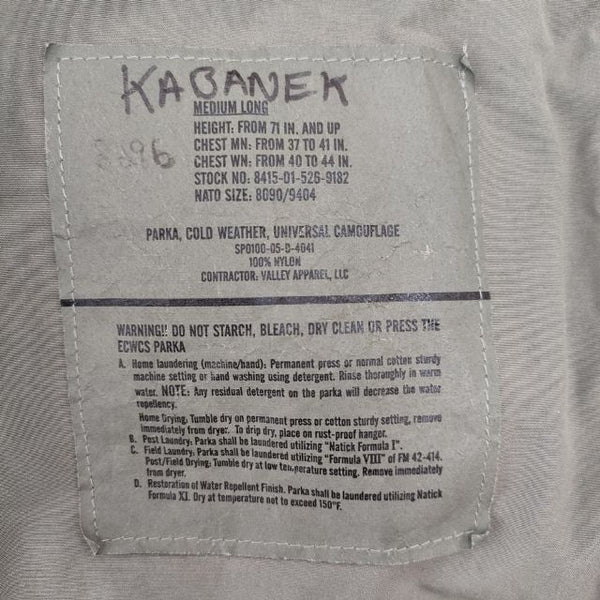 KABANEK
MEDIUM LONG
HEIGHT: FROM 71 IN. AND UP
CHEST MN: FROM 37 TO 41 IN.
CHEST WN: FROM 40 TO 44 IN.
STOCK NO: 8415-01-526-9182
NATO SIZE: 8090/9404
PARKA, COLD WEATHER, UNIVERSAL CAMOUFLAGE
SPO100-05-D-4041
100% NYLON
CONTRACTOR: VALLEY APPAREL, LLC
WARNING!! DO NOT STARCH, BLEACH, DRY CLEAN OR PRESS THE
ECWCS PARKA
A. Home laundering (machine/hand): Permanent press or normal cotton sturdy
machine setting or hand washing using detergent. Rinse thoroughly in warm
water. NOTE: Any residual detergent on the parka will decrease the water
repellency.
Home Drying: Tumble dry on permanent press or cotton sturdy setting, remove
immediately from dryer. To drip dry, place on rust-proof hanger.
B. Post Laundry: Parka shall be laundered utilizing "Natick Formula I".
C. Field Laundry: Parka shall be laundered utilizing "Formula VIII" of FM 42-414.
Post/Field Drying: Tumble dry at low temperature setting. Remove immediately
from dryer.
D. Restoration of Water Repellent Finish. Parka shall be laundered utilizing Natick
Formula XI. Dry at temperature not to exceed 150°F.